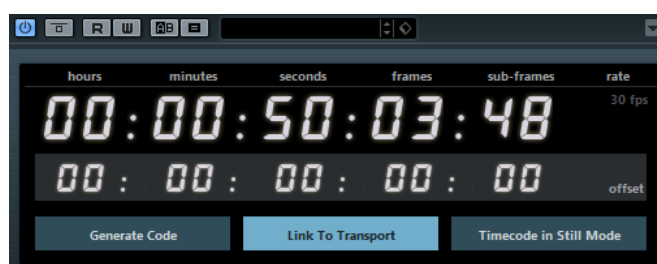 R W AB
hours minutes seconds frames sub-frames rate
00:00:50:03:48 30 fps
00: 00: 00: 00: 00 offset
Generate Code Link To Transport Timecode in Still Mode